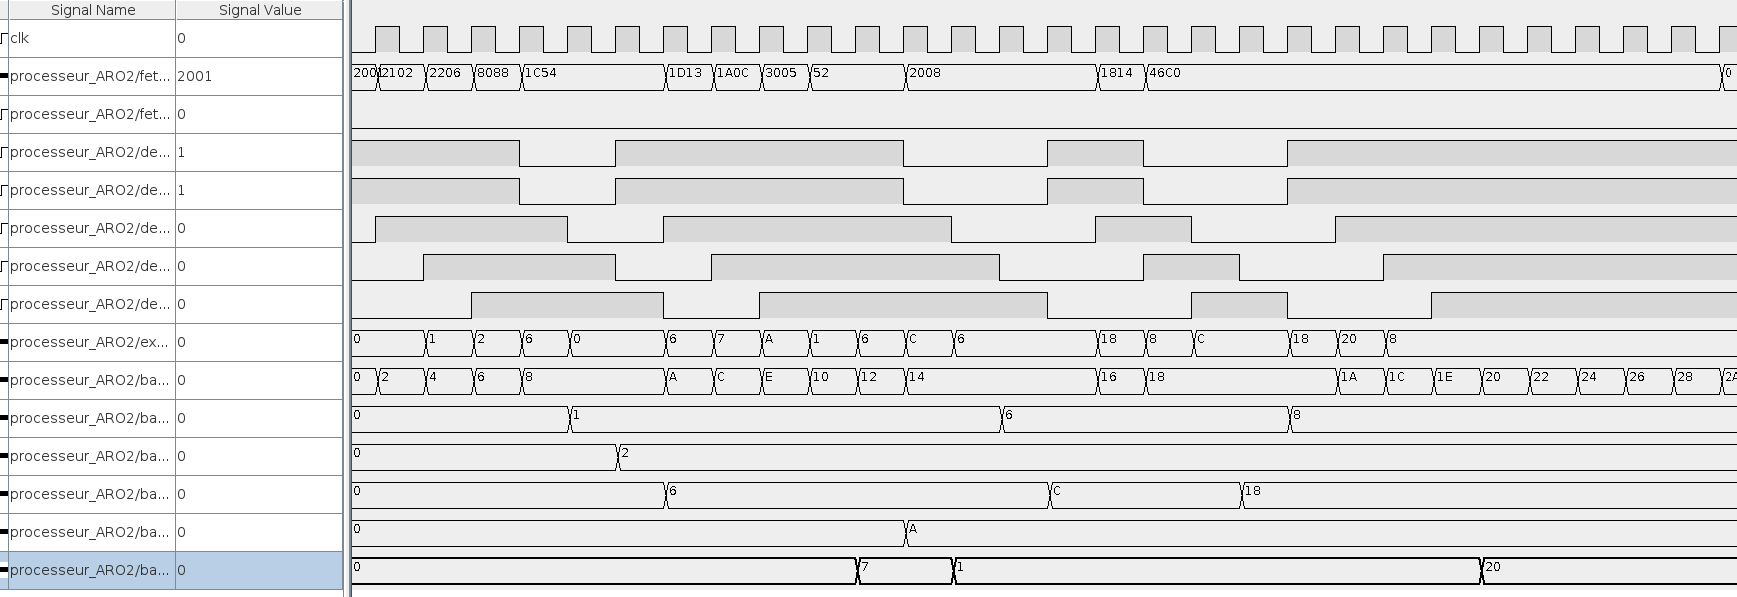 Signal Name Signal Value
clk 0
processeur_ARO2/fet... 2001 2001 2102 2206 8088 1C54 1D13 1A0C 3005 52 2008 1814 46C0 0
processeur_ARO2/fet... 0
processeur_ARO2/de... 1
processeur_ARO2/de... 1
processeur_ARO2/de... 0
processeur_ARO2/de... 0
processeur_ARO2/de... 0
processeur_ARO2/ex... 0 0 1 2 6 0 6 7 A 1 6 C 6 18 8 C 18 20 8
processeur_ARO2/ba... 0 0 2 4 6 8 A C E 10 12 14 16 18 1A 1C 1E 20 22 24 26 28 2A
processeur_ARO2/ba... 0 0 1 6 8
processeur_ARO2/ba... 0 0 2
processeur_ARO2/ba... 0 0 6 C 18
processeur_ARO2/ba... 0 0 A
processeur_ARO2/ba... 0 0 7 1 20